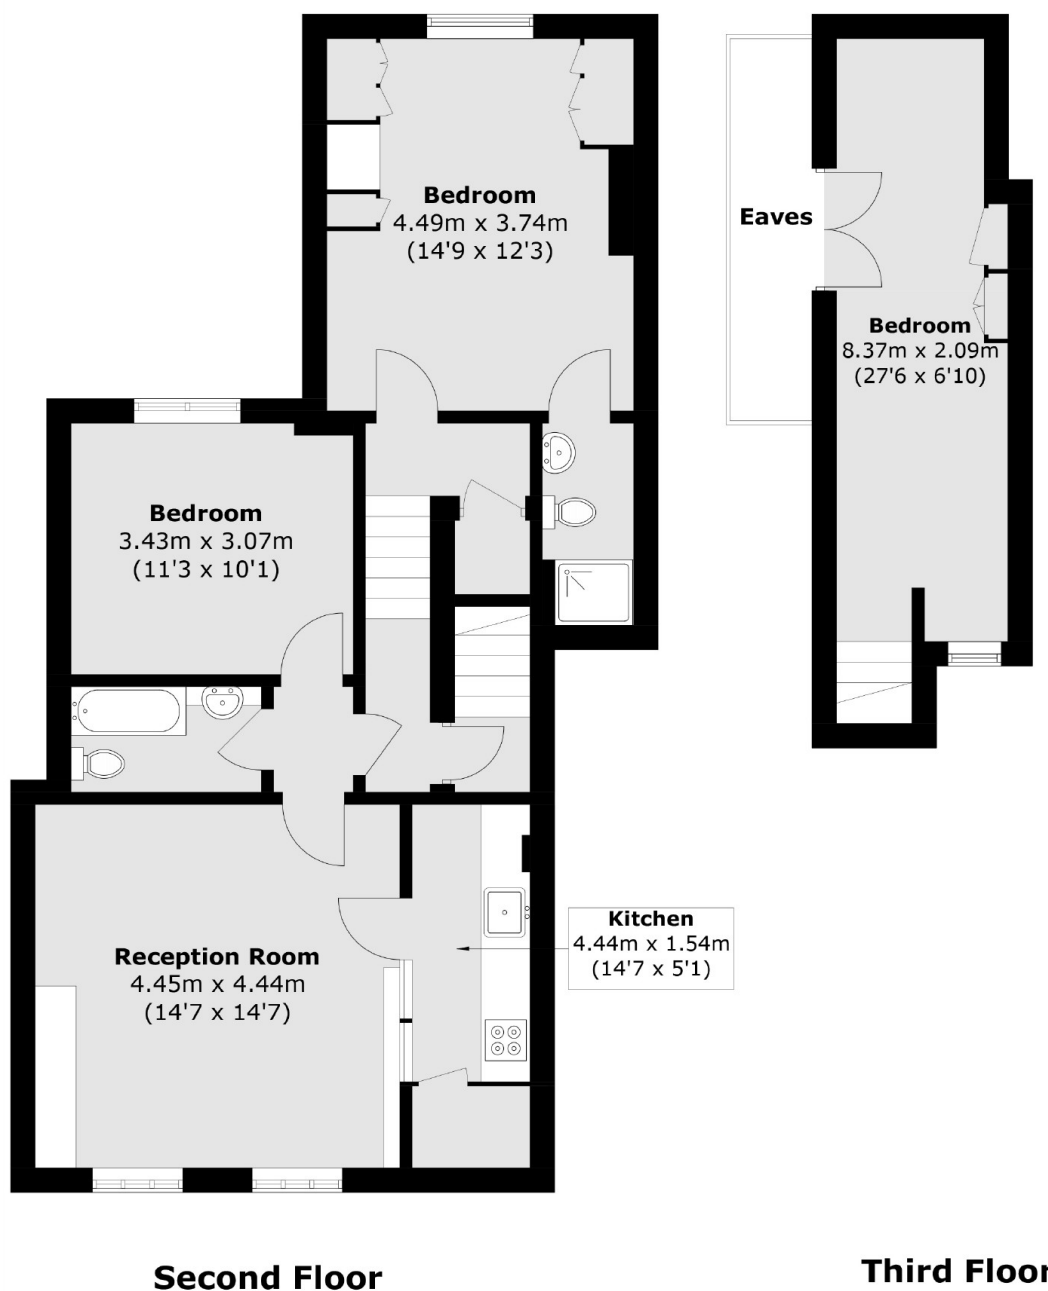 Bedroom
4.49m x 3.74m
(14'9 x 12'3)
Eaves
Bedroom
8.37m x 2.09m
(27'6 x 6'10)
Bedroom
3.43m x 3.07m
(11'3 x 10'1)
Kitchen
4.44m x 1.54m
(14'7 x 5'1)
Reception Room
4.45m x 4.44m
(14'7 x 14'7)
Second Floor
Third Floor